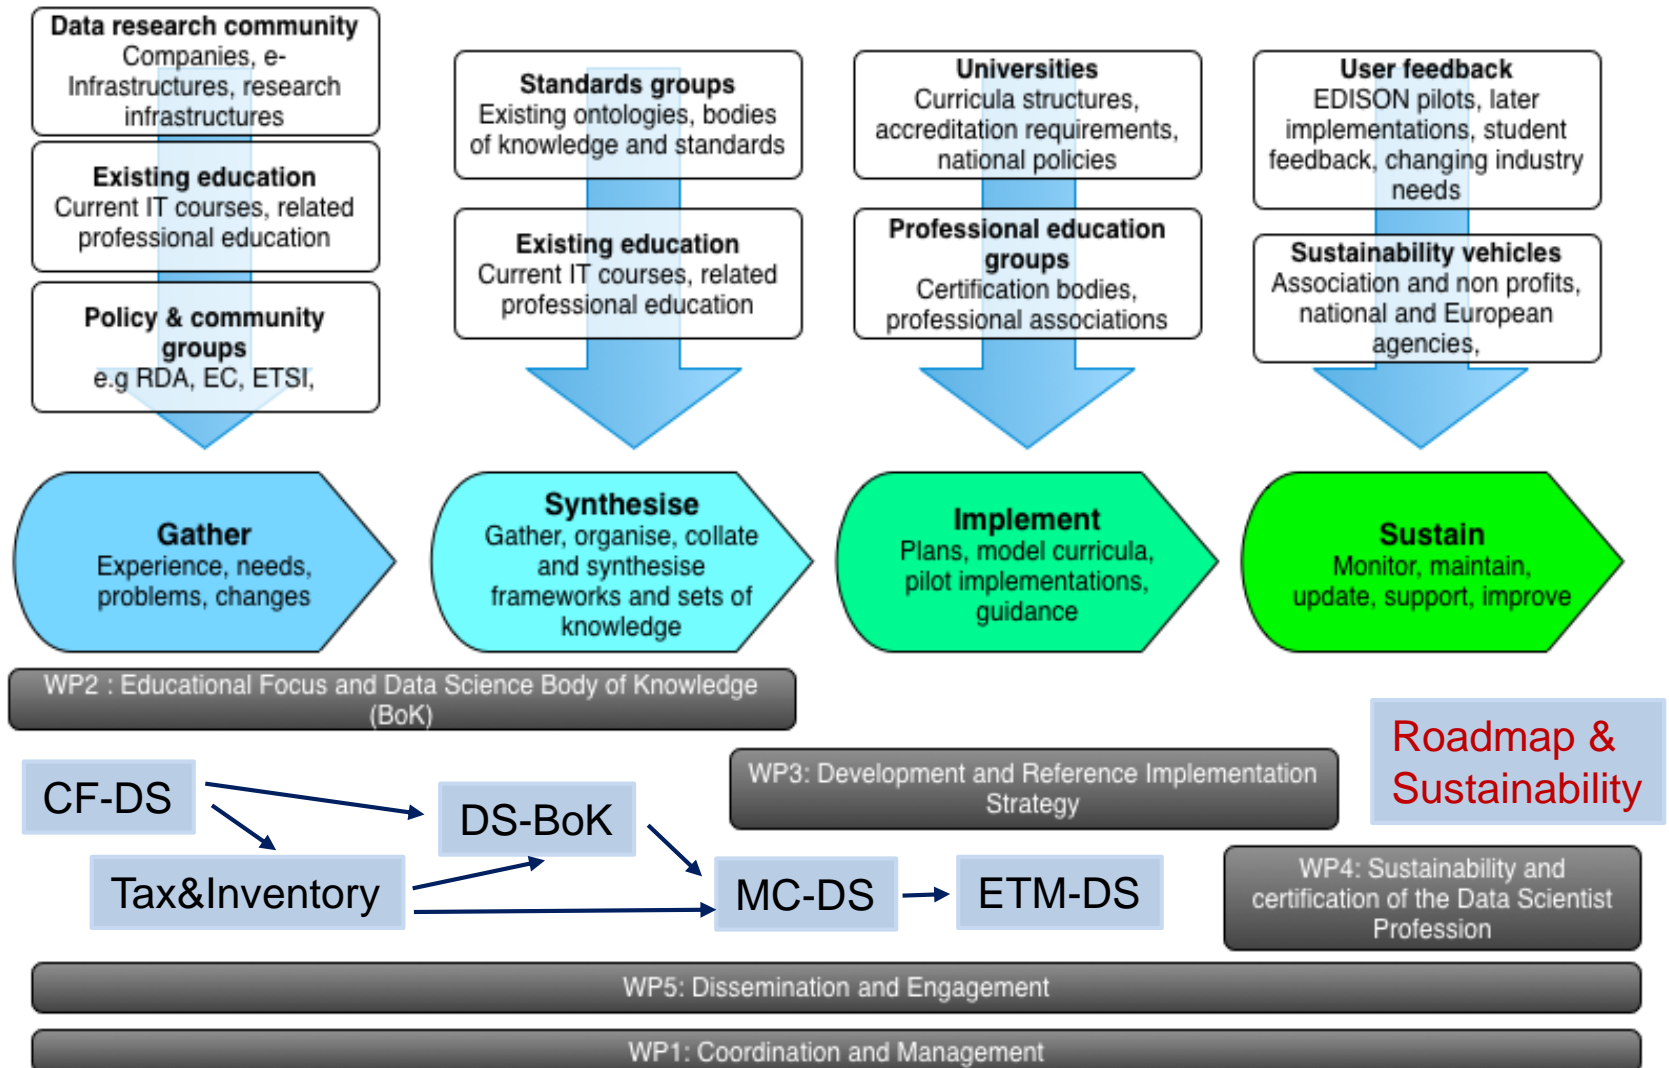 Data research community
Companies, e-
Infrastructures, research
infrastructures
Existing education
Current IT courses, related
professional education
Policy & community
groups
e.g RDA, EC, ETSI,
Standards groups
Existing ontologies, bodies
of knowledge and standards
Existing education
Current IT courses, related
professional education
Universities
Curricula structures,
accreditation requirements,
national policies
Professional education
groups
Certification bodies,
professional associations
User feedback
EDISON pilots, later
implementations, student
feedback, changing industry
needs
Sustainability vehicles
Association and non profits,
national and European
agencies,
Gather
Experience, needs,
problems, changes
Synthesise
Gather, organise, collate
and synthesise
frameworks and sets of
knowledge
Implement
Plans, model curricula,
pilot implementations,
guidance
Sustain
Monitor, maintain,
update, support, improve
WP2 : Educational Focus and Data Science Body of Knowledge
(BoK)
Roadmap &
Sustainability
WP3: Development and Reference Implementation
Strategy
CF-DS
DS-BoK
Tax&Inventory
MC-DS
ETM-DS
WP4: Sustainability and
certification of the Data Scientist
Profession
WP5: Dissemination and Engagement
WP1: Coordination and Management